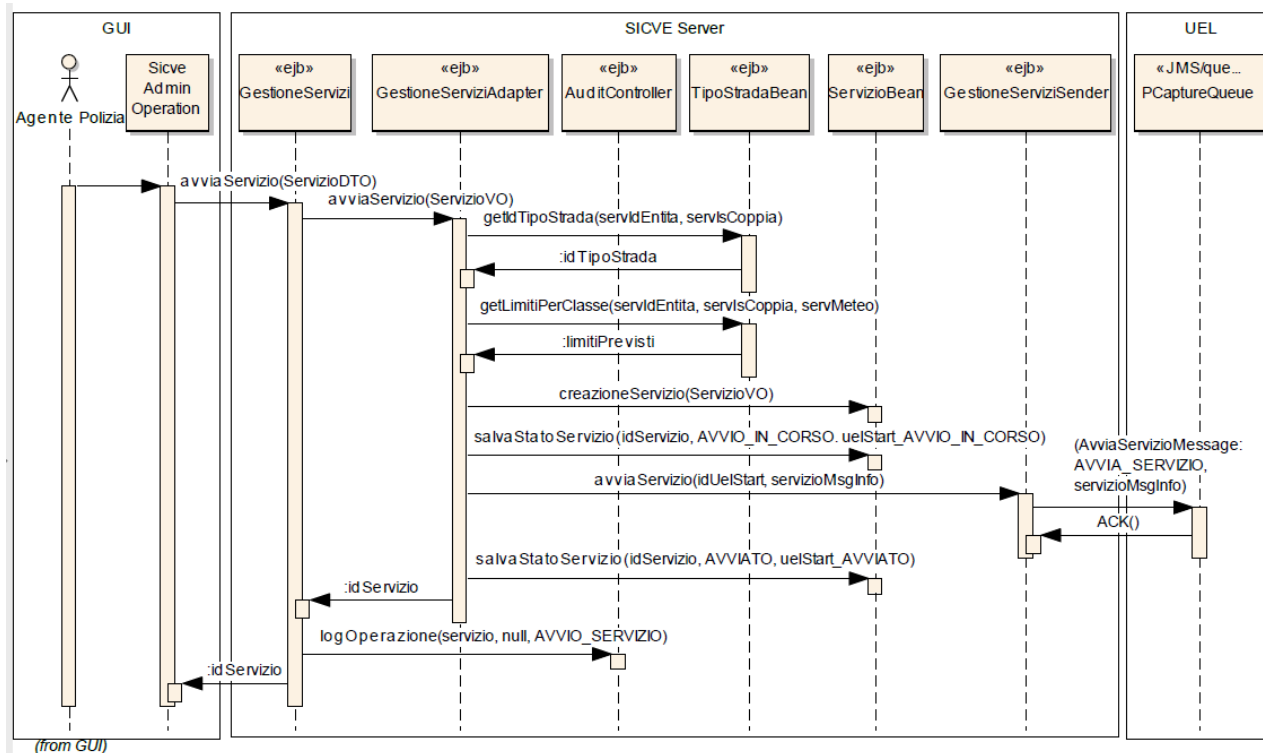 GUI
SICVE Server
UEL
Agente Polizia
Sicve
Admin
Operation
«ejb»
GestioneServizi
«ejb»
GestioneServiziAdapter
«ejb»
AuditController
«ejb»
TipoStradaBean
«ejb»
ServizioBean
«ejb»
GestioneServiziSender
«JMS/que...
PCaptureQueue
avviaServizio(ServizioDTO)
avviaServizio(ServizioVO)
getIdTipoStrada(servIdEntita, servIsCoppia)
:idTipoStrada
getLimitiPerClasse(servIdEntita, servIsCoppia, servMeteo)
:limitiPrevisti
creazioneServizio(ServizioVO)
salvaStatoServizio(idServizio, AVVIO_IN_CORSO. uelStart_AVVIO_IN_CORSO)
avviaServizio(idUelStart, servizioMsgInfo)
(AvviaServizioMessage:
AVVIA_SERVIZIO,
servizioMsgInfo)
ACK()
salvaStatoServizio(idServizio, AVVIATO, uelStart_AVVIATO)
:idServizio
logOperazione(servizio, null, AVVIO_SERVIZIO)
:idServizio
(from GUI)